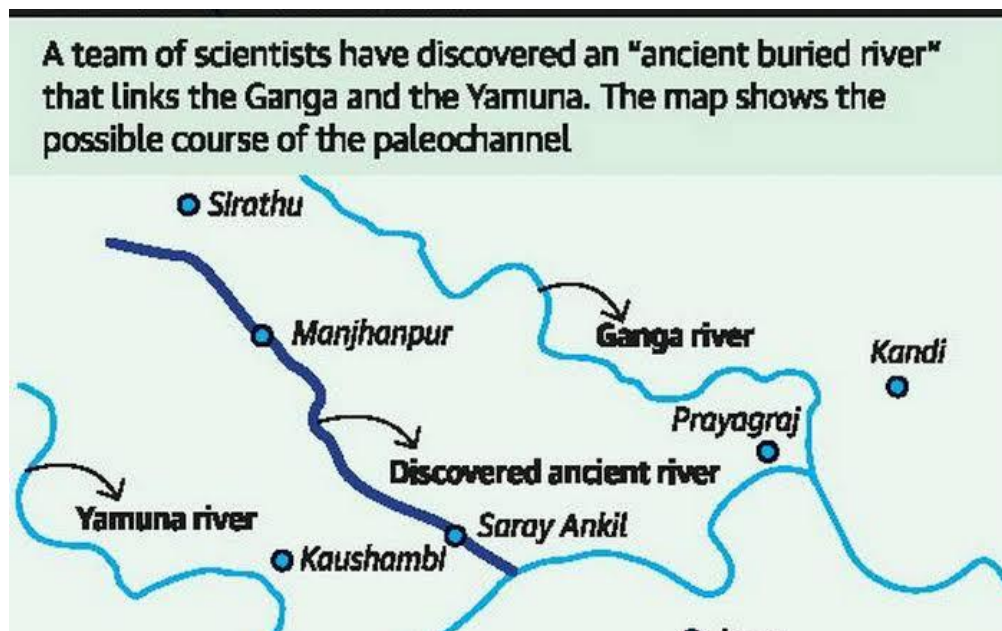 A team of scientists have discovered an "ancient buried river"
that links the Ganga and the Yamuna. The map shows the
possible course of the paleochannel
Sirathu
Manjhanpur
Ganga river
Kandi
Prayagraj
Discovered ancient river
Yamuna river
Saray Ankil
Kaushambi